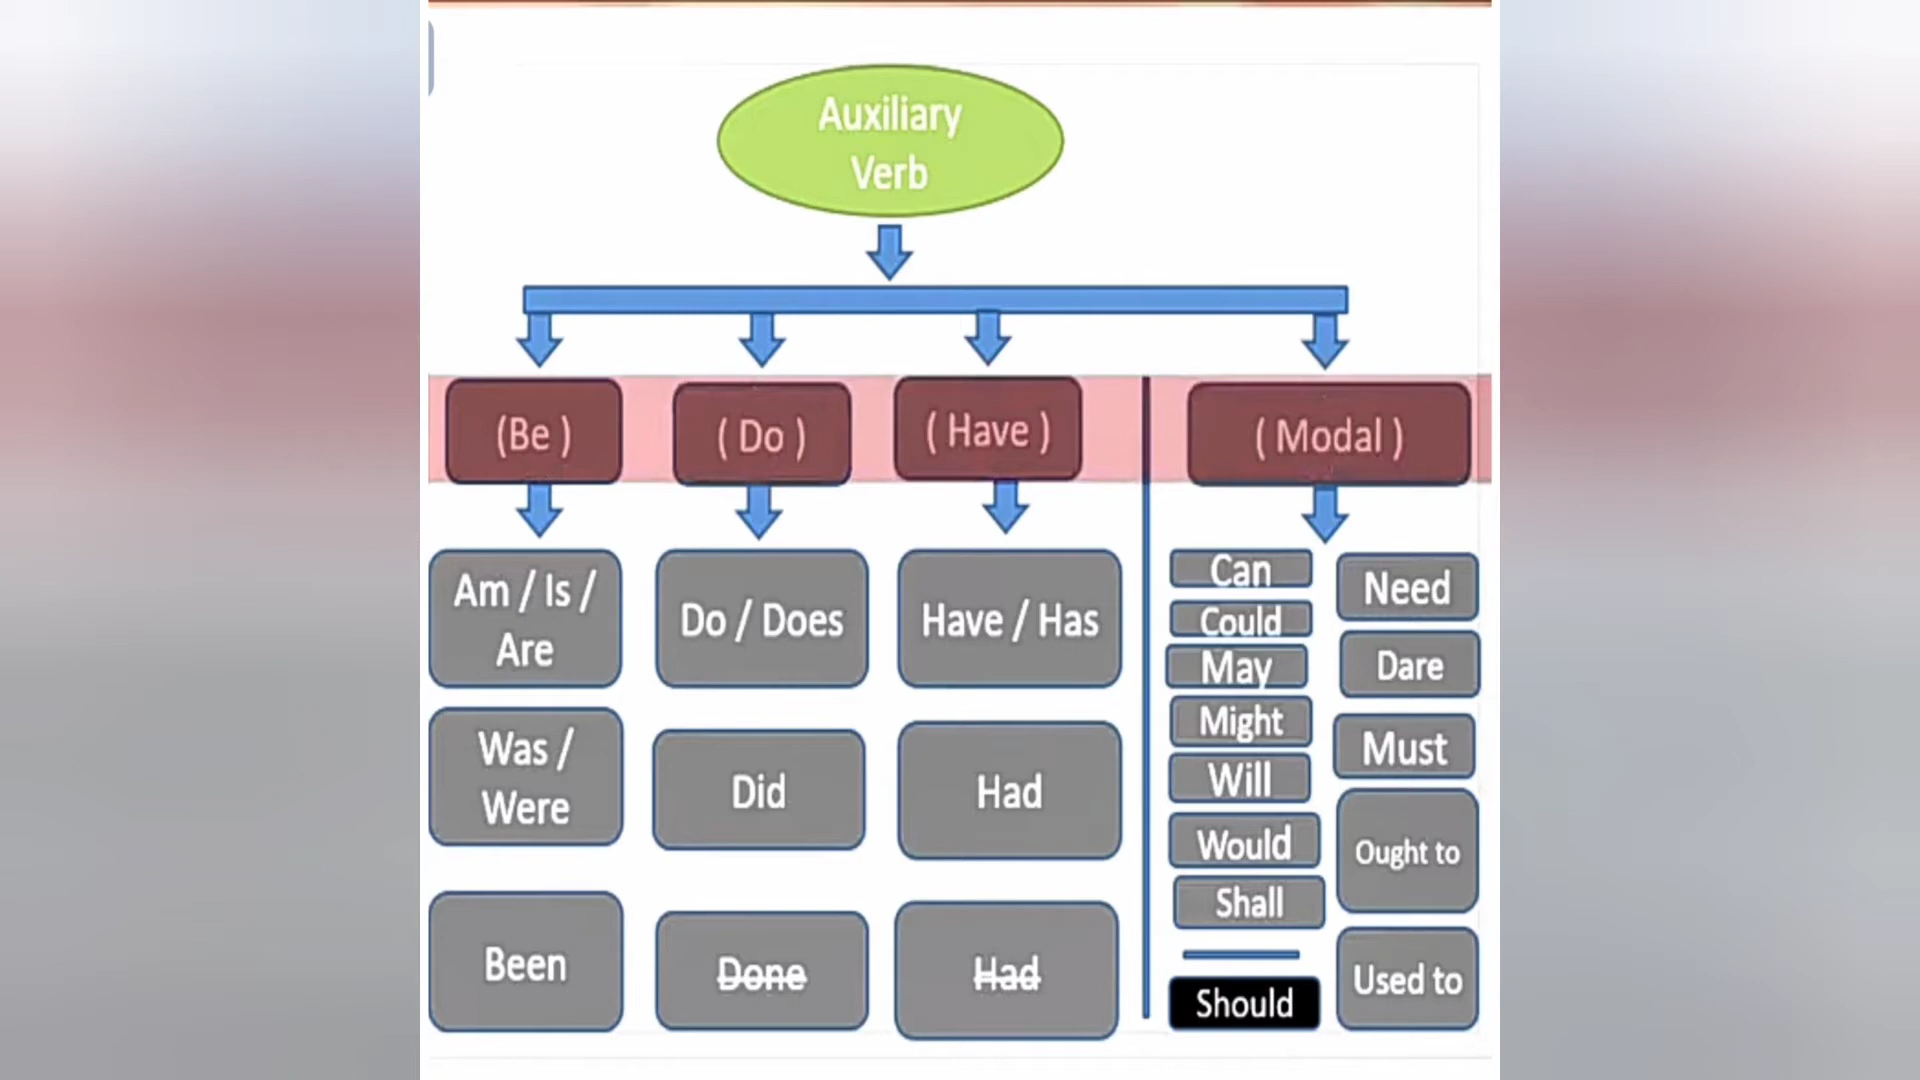 Auxiliary
Verb
(Be )
( Do )
( Have )
( Modal )
Am / Is /
Are
Do / Does
Have / Has
Was /
Were
Did
Had
Been
Done
Had
Can
Could
May
Might
Will
Would
Shall
Should
Need
Dare
Must
Ought to
Used to